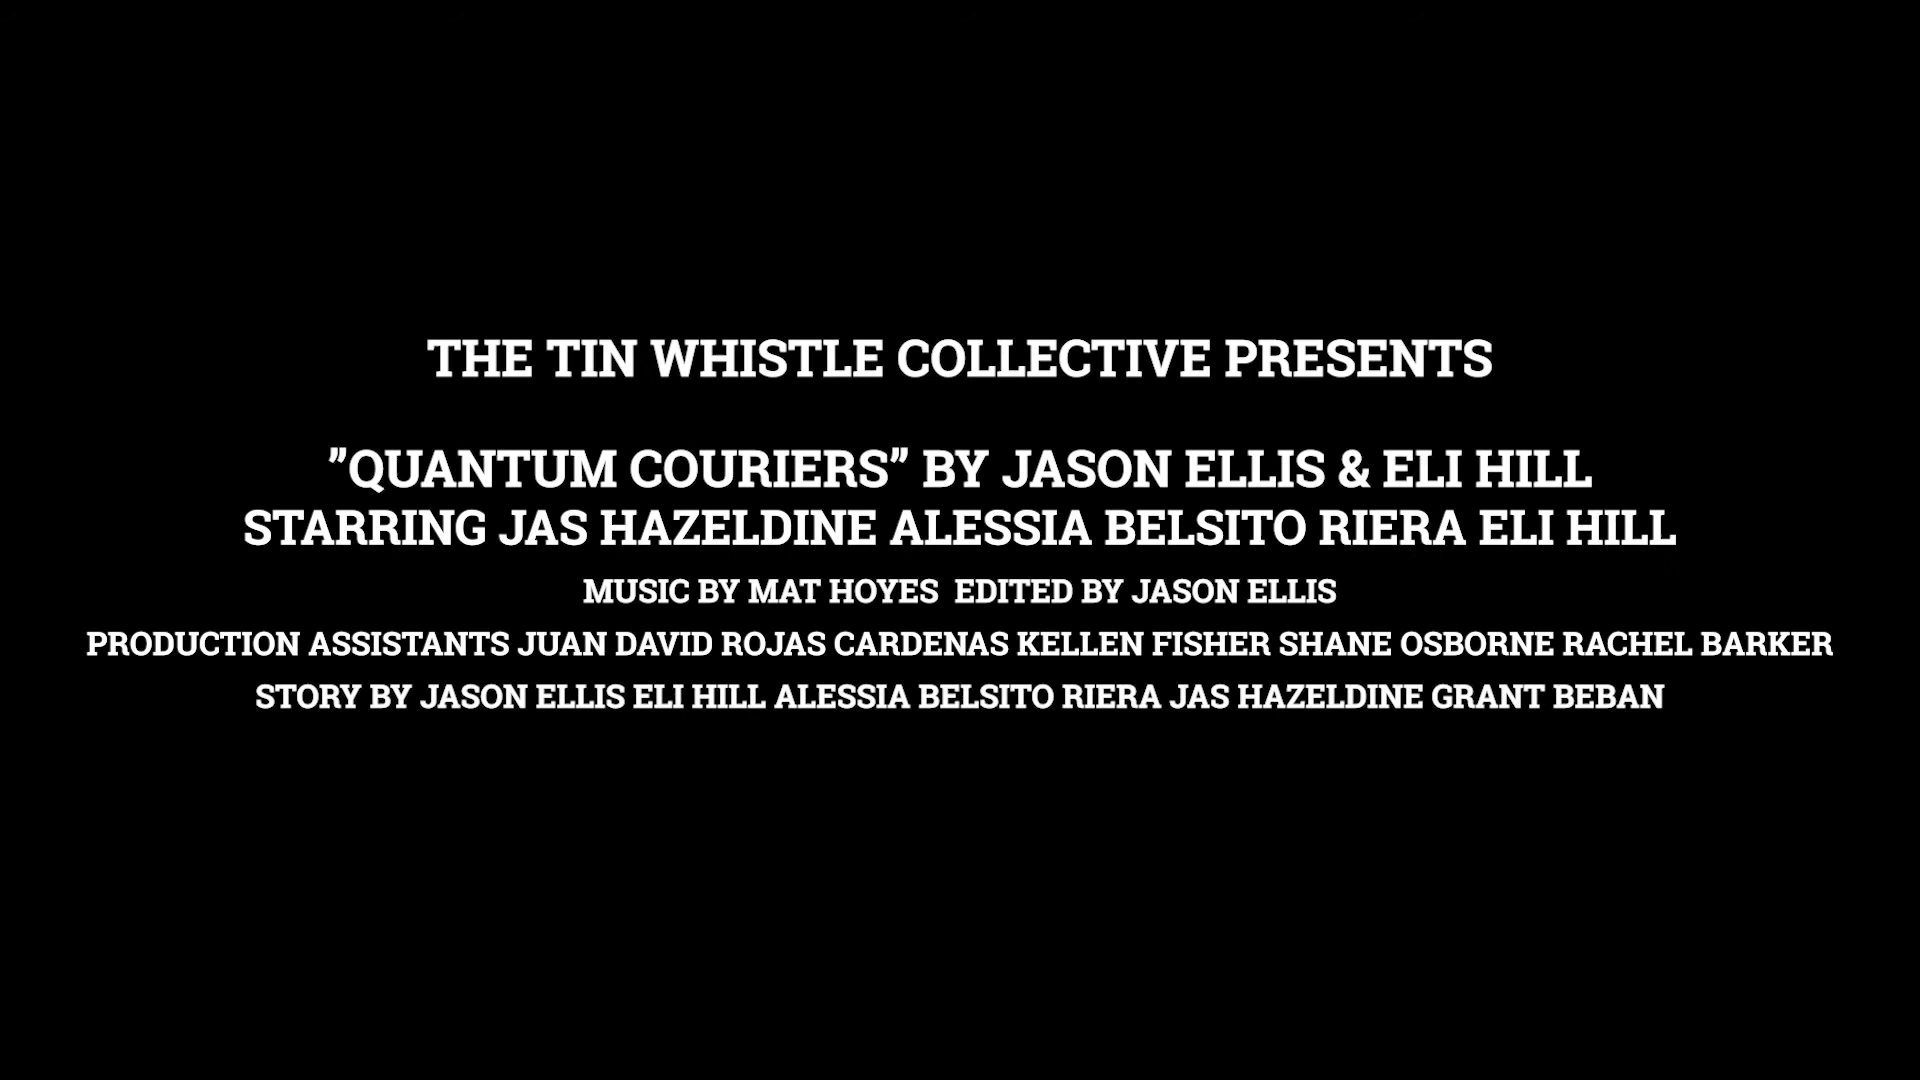 THE TIN WHISTLE COLLECTIVE PRESENTS
”QUANTUM COURIERS” BY JASON ELLIS & ELI HILL
STARRING JAS HAZELDINE ALESSIA BELSITO RIERA ELI HILL
MUSIC BY MAT HOYES  EDITED BY JASON ELLIS
PRODUCTION ASSISTANTS JUAN DAVID ROJAS CARDENAS KELLEN FISHER SHANE OSBORNE RACHEL BARKER
STORY BY JASON ELLIS ELI HILL ALESSIA BELSITO RIERA JAS HAZELDINE GRANT BEBAN